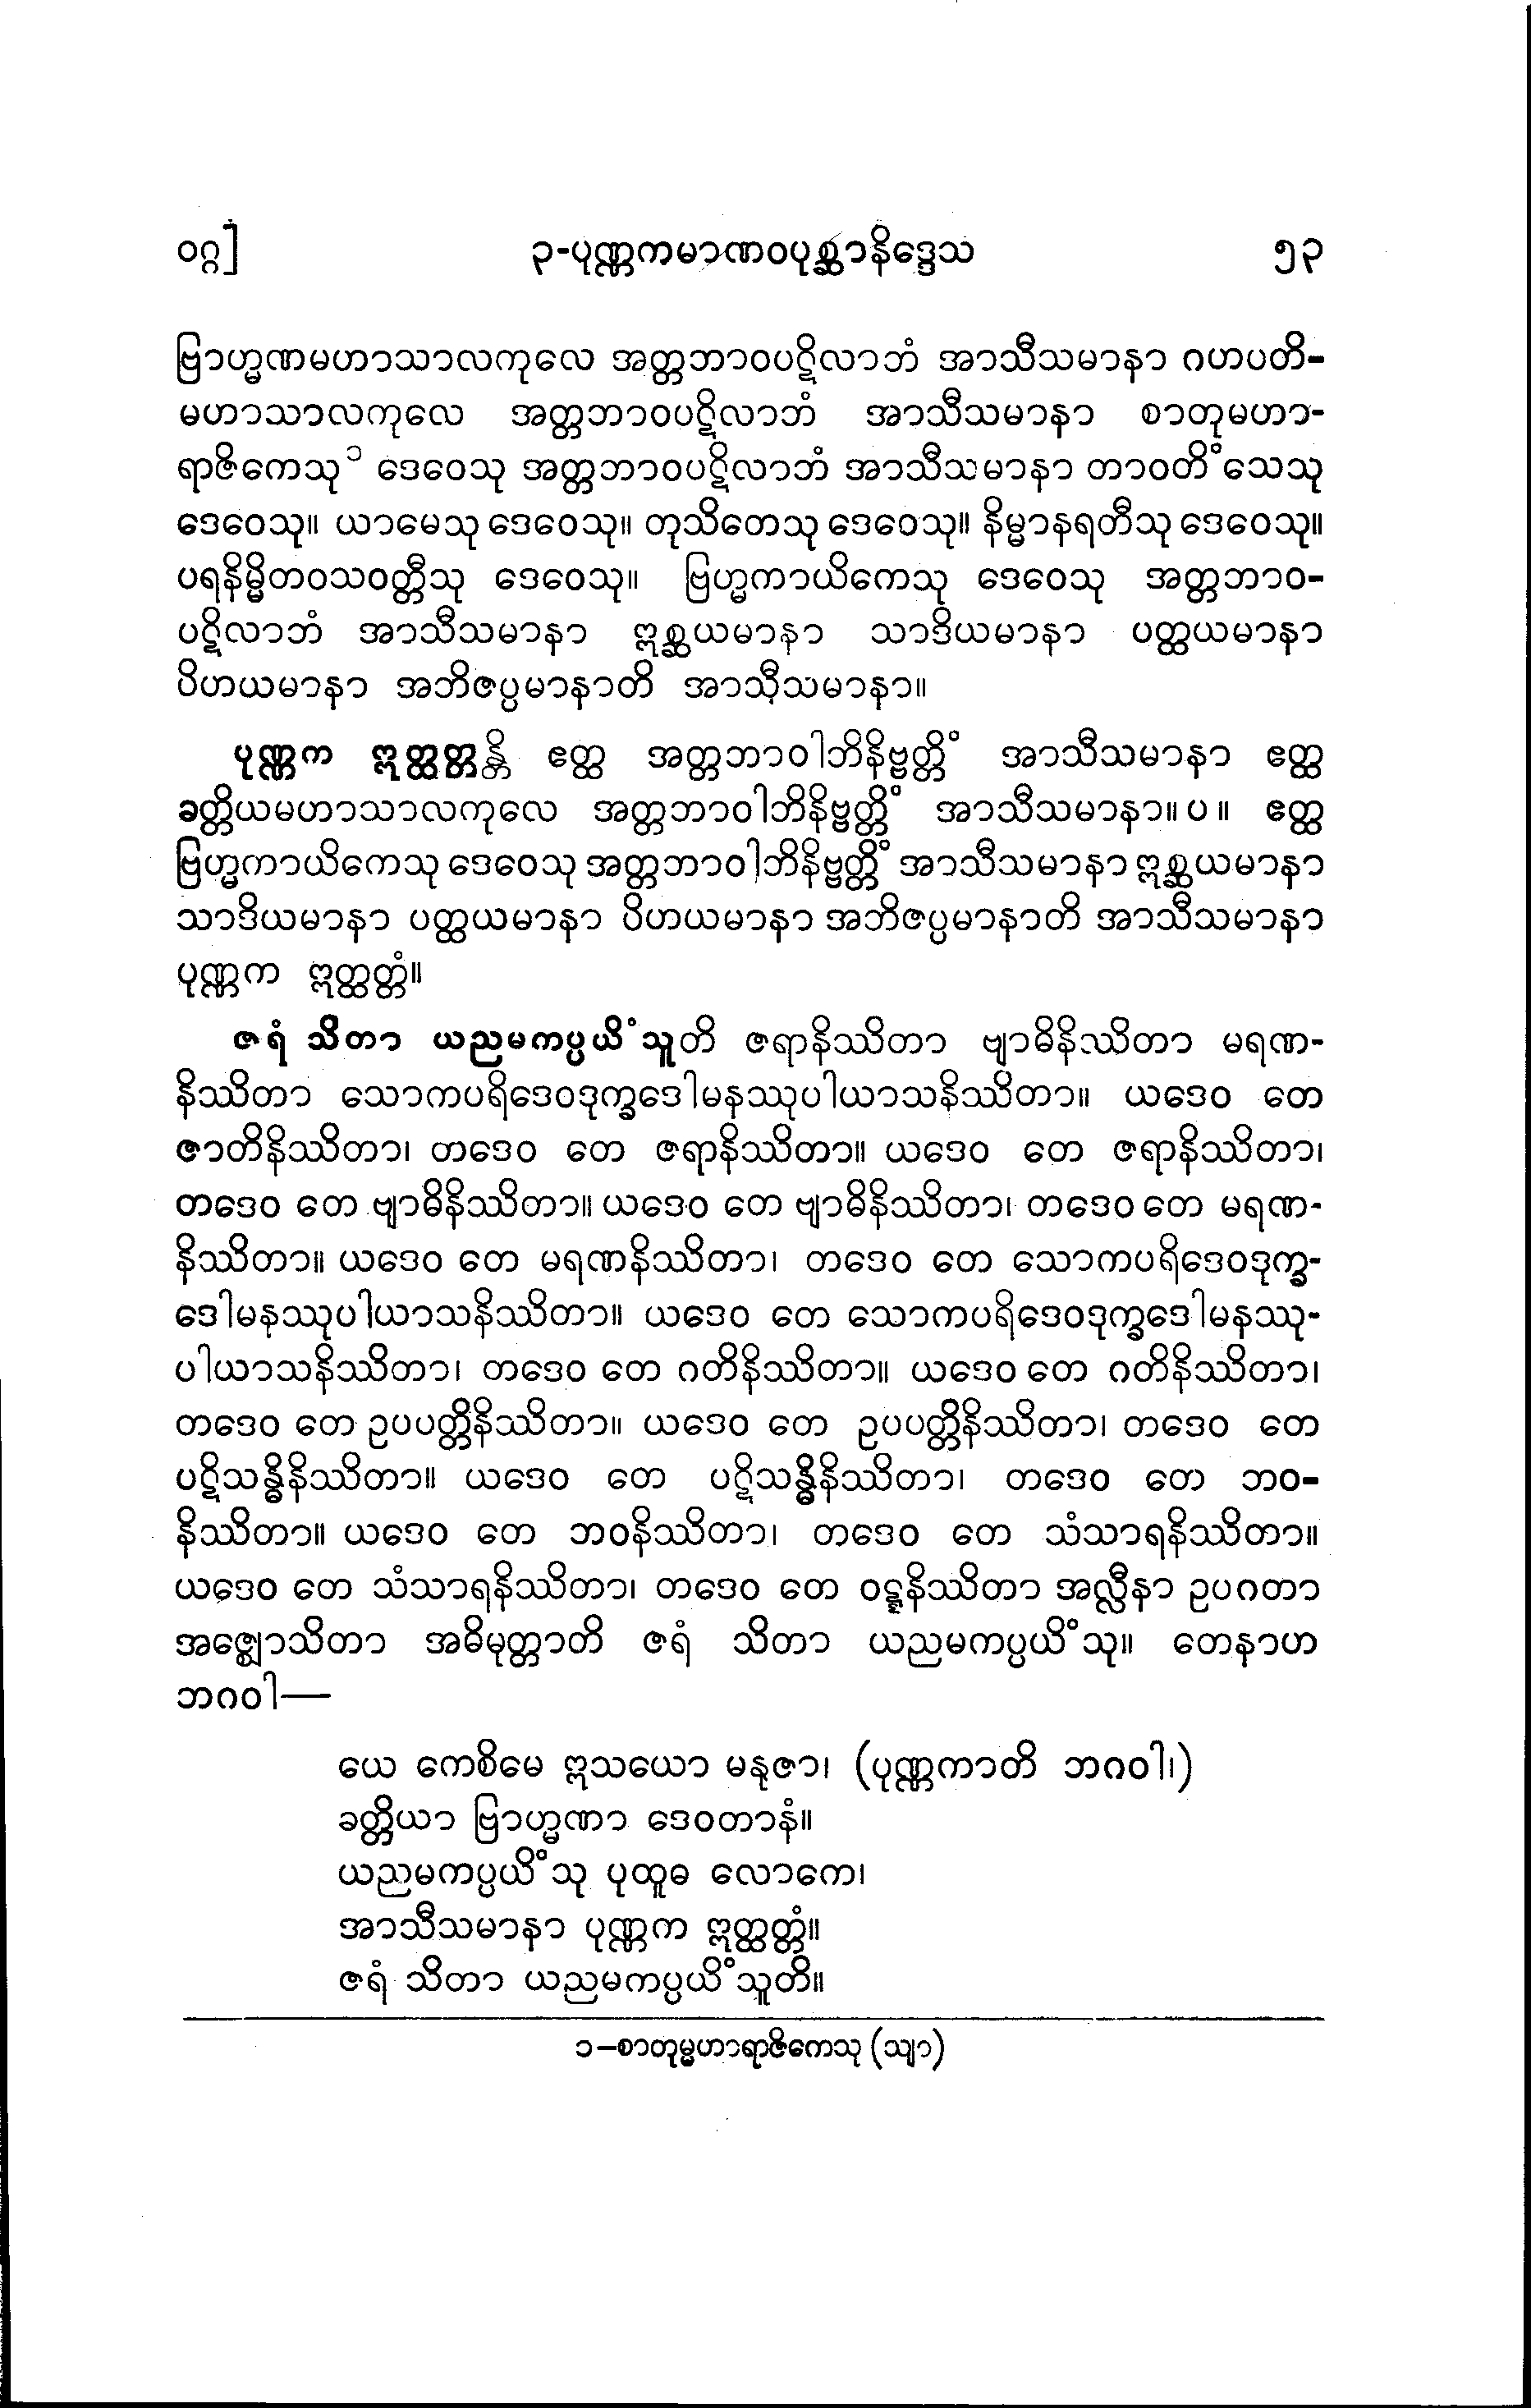 ဝဂ္ဂ] ၃-ပုဏ္ဏကမာဏဝပုစ္ဆာနိဒ္ဒေသ ၅၃
ဗြာဟ္မဏမဟာသာလကုလေ အတ္တဘာဝပဋိလာဘံ အာသီသမာနာ ဂဟပတိ-
မဟာသာလကုလေ အတ္တဘာဝပဋိလာဘံ အာသီသမာနာ စာတုမဟာ-
ရာဇိကေသု၁ ဒေဝေသု အတ္တဘာဝပဋိလာဘံ အာသီသမာနာ တာဝတိံသေသု
ဒေဝေသု။ ယာမေသု ဒေဝေသု။ တုသိတေသု ဒေဝေသု။ နိမ္မာနရတီသု ဒေဝေသု။
ပရနိမ္မိတဝသဝတ္တီသု ဒေဝေသု။ ဗြဟ္မကာယိကေသု ဒေဝေသု အတ္တဘာဝ-
ပဋိလာဘံ အာသီသမာနာ ဣစ္ဆယမာနာ သာဒိယမာနာ ပတ္ထယမာနာ
ပိဟယမာနာ အဘိဇပ္ပမာနာတိ အာသီသမာနာ။
ပုဏ္ဏက ဣတ္ထတ္တန္တိ ဧတ္ထ အတ္တဘာဝါဘိနိဗ္ဗတ္တိံ အာသီသမာနာ ဧတ္ထ
ခတ္တိယမဟာသာလကုလေ အတ္တဘာဝါဘိနိဗ္ဗတ္တိံ အာသီသမာနာ။ ပ ။ ဧတ္ထ
ဗြဟ္မကာယိကေသု ဒေဝေသု အတ္တဘာဝါဘိနိဗ္ဗတ္တိံ အာသီသမာနာ ဣစ္ဆယမာနာ
သာဒိယမာနာ ပတ္ထယမာနာ ပိဟယမာနာ အဘိဇပ္ပမာနာတိ အာသီသမာနာ
ပုဏ္ဏက ဣတ္ထတ္တံ။
ဇရံ သိတာ ယညမကပ္ပယိံသူတိ ဇရာနိဿိတာ ဗျာဓိနိဿိတာ မရဏ-
နိဿိတာ သောကပရိဒေဝဒုက္ခဒေါမနဿုပါယာသနိဿိတာ။ ယဒေဝ တေ
ဇာတိနိဿိတာ၊ တဒေဝ တေ ဇရာနိဿိတာ။ ယဒေဝ တေ ဇရာနိဿိတာ၊
တဒေဝ တေ ဗျာဓိနိဿိတာ။ ယဒေဝ တေ ဗျာဓိနိဿိတာ၊ တဒေဝ တေ မရဏ-
နိဿိတာ။ ယဒေဝ တေ မရဏနိဿိတာ၊ တဒေဝ တေ သောကပရိဒေဝဒုက္ခ-
ဒေါမနဿုပါယာသနိဿိတာ။ ယဒေဝ တေ သောကပရိဒေဝဒုက္ခဒေါမနဿု-
ပါယာသနိဿိတာ၊ တဒေဝ တေ ဂတိနိဿိတာ။ ယဒေဝ တေ ဂတိနိဿိတာ၊
တဒေဝ တေ ဥပပတ္တိနိဿိတာ။ ယဒေဝ တေ ဥပပတ္တိနိဿိတာ၊ တဒေဝ တေ
ပဋိသန္ဓိနိဿိတာ။ ယဒေဝ တေ ပဋိသန္ဓိနိဿိတာ၊ တဒေဝ တေ ဘဝ-
နိဿိတာ။ ယဒေဝ တေ ဘဝနိဿိတာ၊ တဒေဝ တေ သံသာရနိဿိတာ။
ယဒေဝ တေ သံသာရနိဿိတာ၊ တဒေဝ တေ ဝဋ္ဋနိဿိတာ အလ္လီနာ ဥပဂတာ
အဇ္ဈောသိတာ အဓိမုတ္တာတိ ဇရံ သိတာ ယညမကပ္ပယိံသု။ တေနာဟ
ဘဂဝါ—
ယေ ကေစိမေ ဣသယော မနုဇာ၊ (ပုဏ္ဏကာတိ ဘဂဝါ၊)
ခတ္တိယာ ဗြာဟ္မဏာ ဒေဝတာနံ။
ယညမကပ္ပယိံသု ပုထူဓ လောကေ၊
အာသီသမာနာ ပုဏ္ဏက ဣတ္ထတ္တံ။
ဇရံ သိတာ ယညမကပ္ပယိံသူတိ။
၁-စာတုမ္မဟာရာဇိကေသု (သျာ)